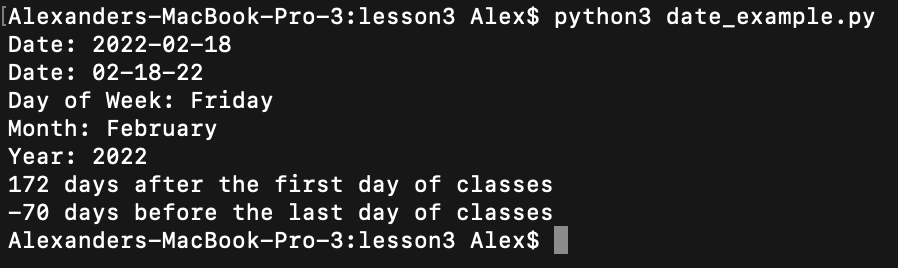 [Alexanders-MacBook-Pro-3:lesson3 Alex$ python3 date_example.py
Date: 2022-02-18
Date: 02-18-22
Day of Week: Friday
Month: February
Year: 2022
172 days after the first day of classes
-70 days before the last day of classes
Alexanders-MacBook-Pro-3:lesson3 Alex$